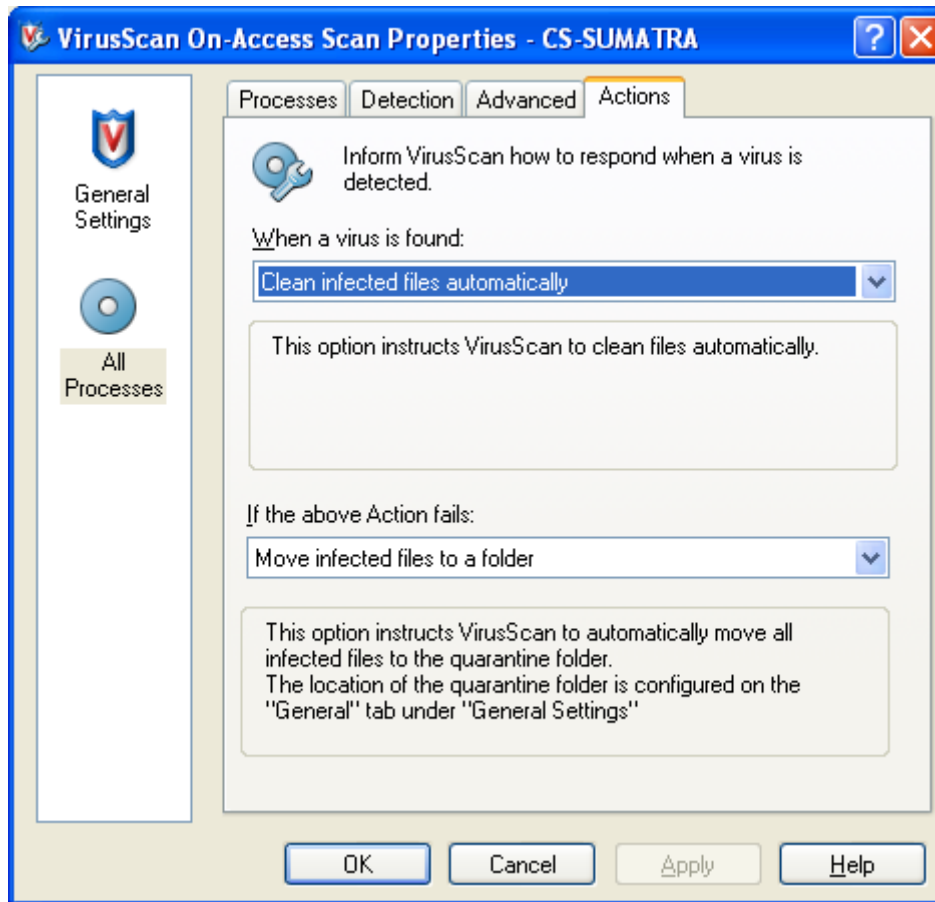 VirusScan On-Access Scan Properties - CS-SUMATRA
General
Settings
All
Processes
Processes
Detection
Advanced
Actions
Inform VirusScan how to respond when a virus is
detected.
When a virus is found:
Clean infected files automatically
This option instructs VirusScan to clean files automatically.
If the above Action fails:
Move infected files to a folder
This option instructs VirusScan to automatically move all
infected files to the quarantine folder.
The location of the quarantine folder is configured on the
"General" tab under "General Settings"
OK
Cancel
Apply
Help